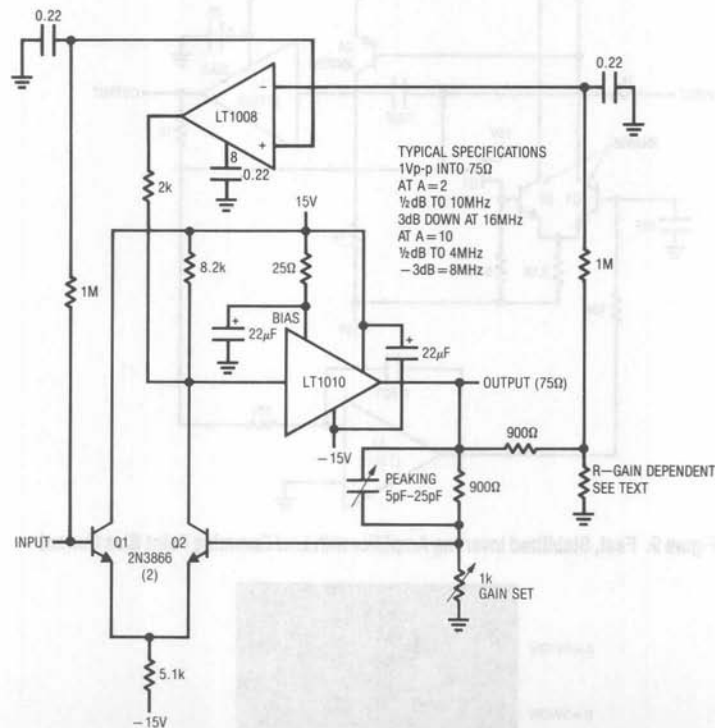 0.22
0.22
LT1008
8
0.22
2k
TYPICAL SPECIFICATIONS
1Vp-p INTO 75Ω
AT A=2
½dB TO 10MHz
3dB DOWN AT 16MHz
AT A=10
½dB TO 4MHz
−3dB=8MHz
15V
8.2k
25Ω
1M
1M
BIAS
22μF
22μF
LT1010
OUTPUT (75Ω)
−15V
900Ω
PEAKING
5pF−25pF
900Ω
R—GAIN DEPENDENT
SEE TEXT
INPUT
Q1
Q2
2N3866
(2)
1k
GAIN SET
5.1k
−15V